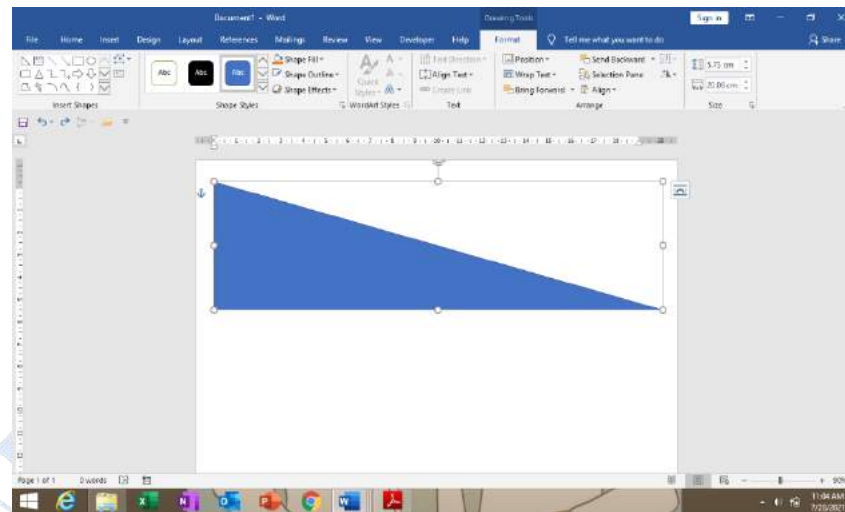 Document1 - Word
Drawing Tools
Sign in
File Home Insert Design Layout References Mailings Review View Developer Help Format Tell me what you want to do Share
Abc Abc Abc
Shape Fill
Shape Outline
Shape Effects
Quick Styles
Text Direction
Align Text
Create Link
Position
Wrap Text
Bring Forward
Send Backward
Selection Pane
Align
5.75 cm
20.06 cm
Insert Shapes Shape Styles WordArt Styles Text Arrange Size
Page 1 of 1 0 words
90%
11:04 AM